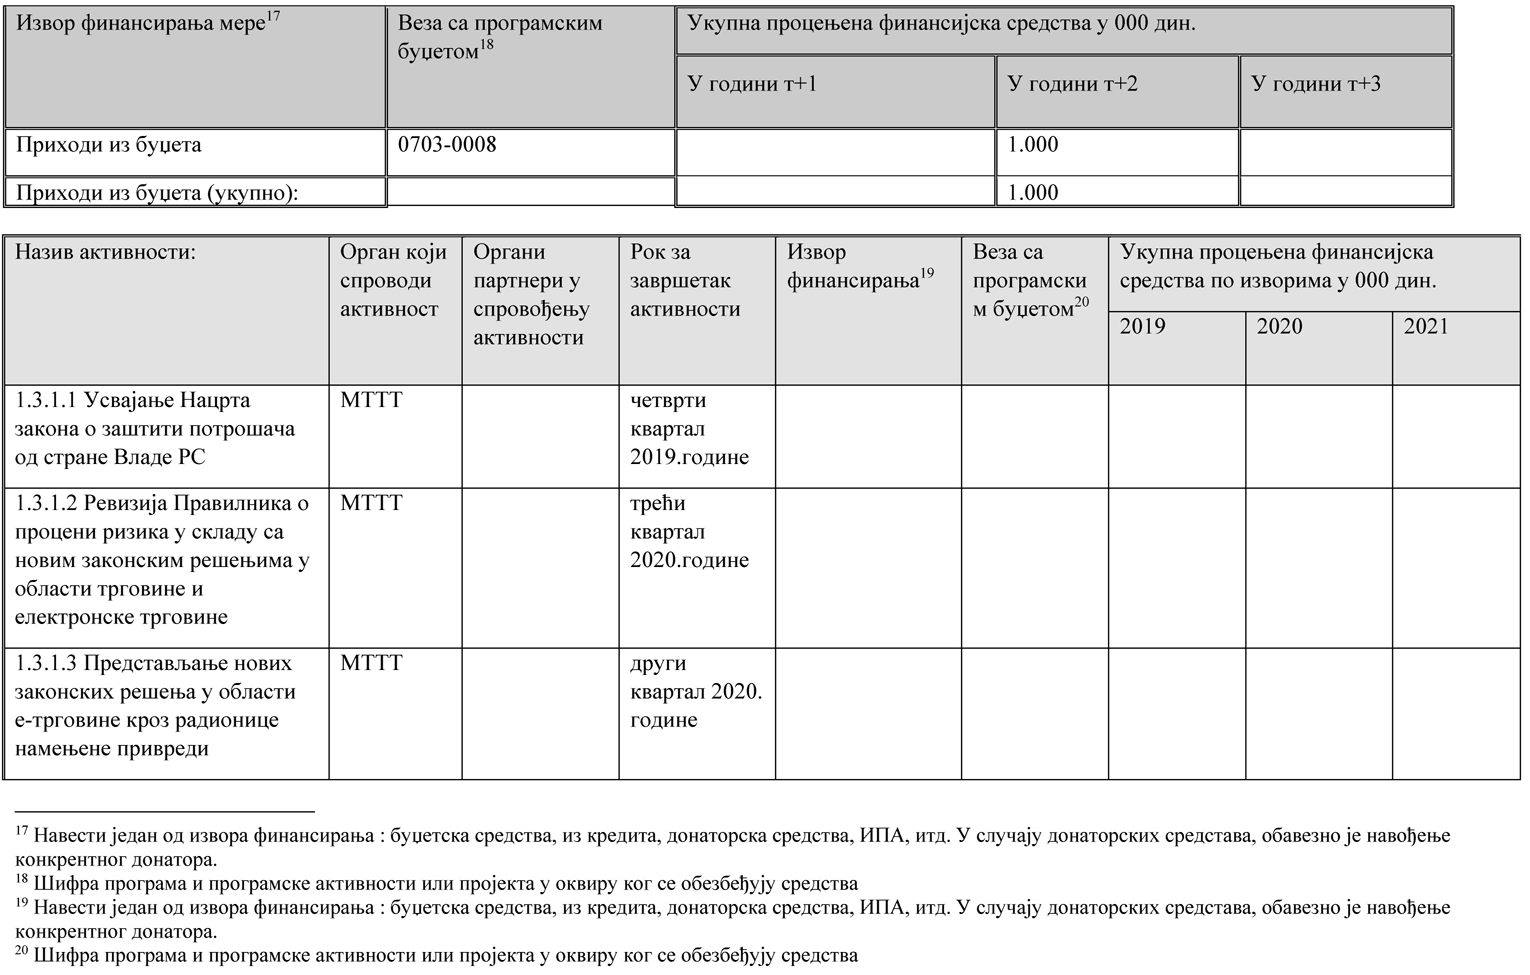 Извор финансирања мере17
Веза са програмским
буџетом18
Укупна процењена финансијска средства у 000 дин.
У години т+1
У години т+2
У години т+3
Приходи из буџета
0703-0008
1.000
Приходи из буџета (укупно):
1.000
Назив активности:
Орган који
спроводи
активност
Органи
партнери у
спровођењу
активности
Рок за
завршетак
активности
Извор
финансирања19
Веза са
програмски
м буџетом20
Укупна процењена финансијска
средства по изворима у 000 дин.
2019
2020
2021
1.3.1.1 Усвајање Нацрта
закона о заштити потрошача
од стране Владе РС
МТТТ
четврти
квартал
2019.године
1.3.1.2 Ревизија Правилника о
процени ризика у складу са
новим законским решењима у
области трговине и
електронске трговине
МТТТ
трећи
квартал
2020.године
1.3.1.3 Представљање нових
законских решења у области
е-трговине кроз радионице
намењене привреди
МТТТ
други
квартал 2020.
године
17 Навести један од извора финансирања : буџетска средства, из кредита, донаторска средства, ИПА, итд. У случају донаторских средстава, обавезно је навођење
конкрентног донатора.
18 Шифра програма и програмске активности или пројекта у оквиру ког се обезбеђују средства
19 Навести један од извора финансирања : буџетска средства, из кредита, донаторска средства, ИПА, итд. У случају донаторских средстава, обавезно је навођење
конкрентног донатора.
20 Шифра програма и програмске активности или пројекта у оквиру ког се обезбеђују средства